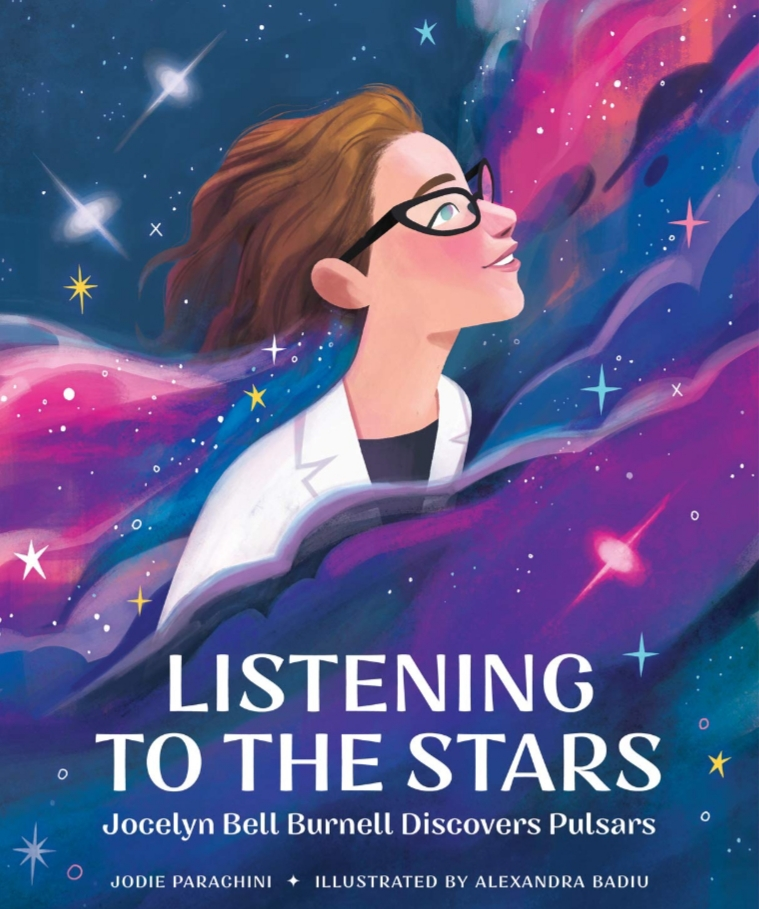 LISTENING
TO THE STARS
Jocelyn Bell Burnell Discovers Pulsars
JODIE PARACHINI ✦ ILLUSTRATED BY ALEXANDRA BADIU